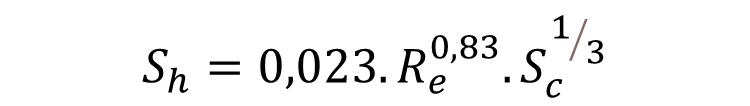 $S_h = 0{,}023 . R_e^{0{,}83} . S_c^{1/3}$